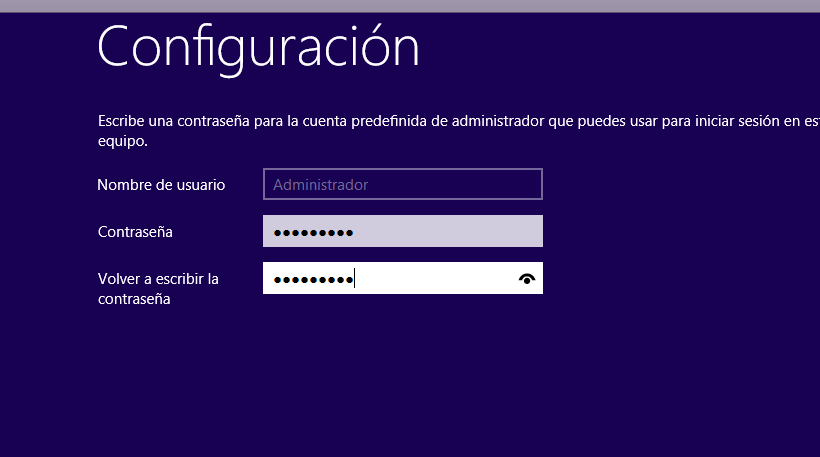 Configuración
Escribe una contraseña para la cuenta predefinida de administrador que puedes usar para iniciar sesión en est
equipo.
Nombre de usuario
Administrador
Contraseña
●●●●●●●●●
Volver a escribir la
contraseña
●●●●●●●●●